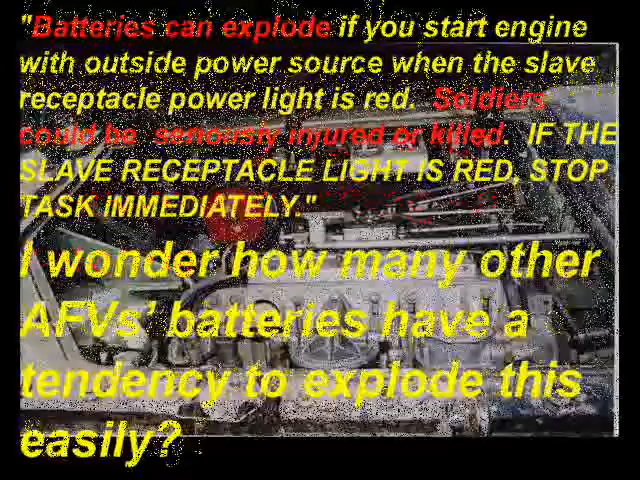 "Batteries can explode if you start engine
with outside power source when the slave
receptacle power light is red.  Soldiers
could be  seriously injured or killed.  IF THE
SLAVE RECEPTACLE LIGHT IS RED, STOP
TASK IMMEDIATELY."
I wonder how many other
AFVs' batteries have a
tendency to explode this
easily?